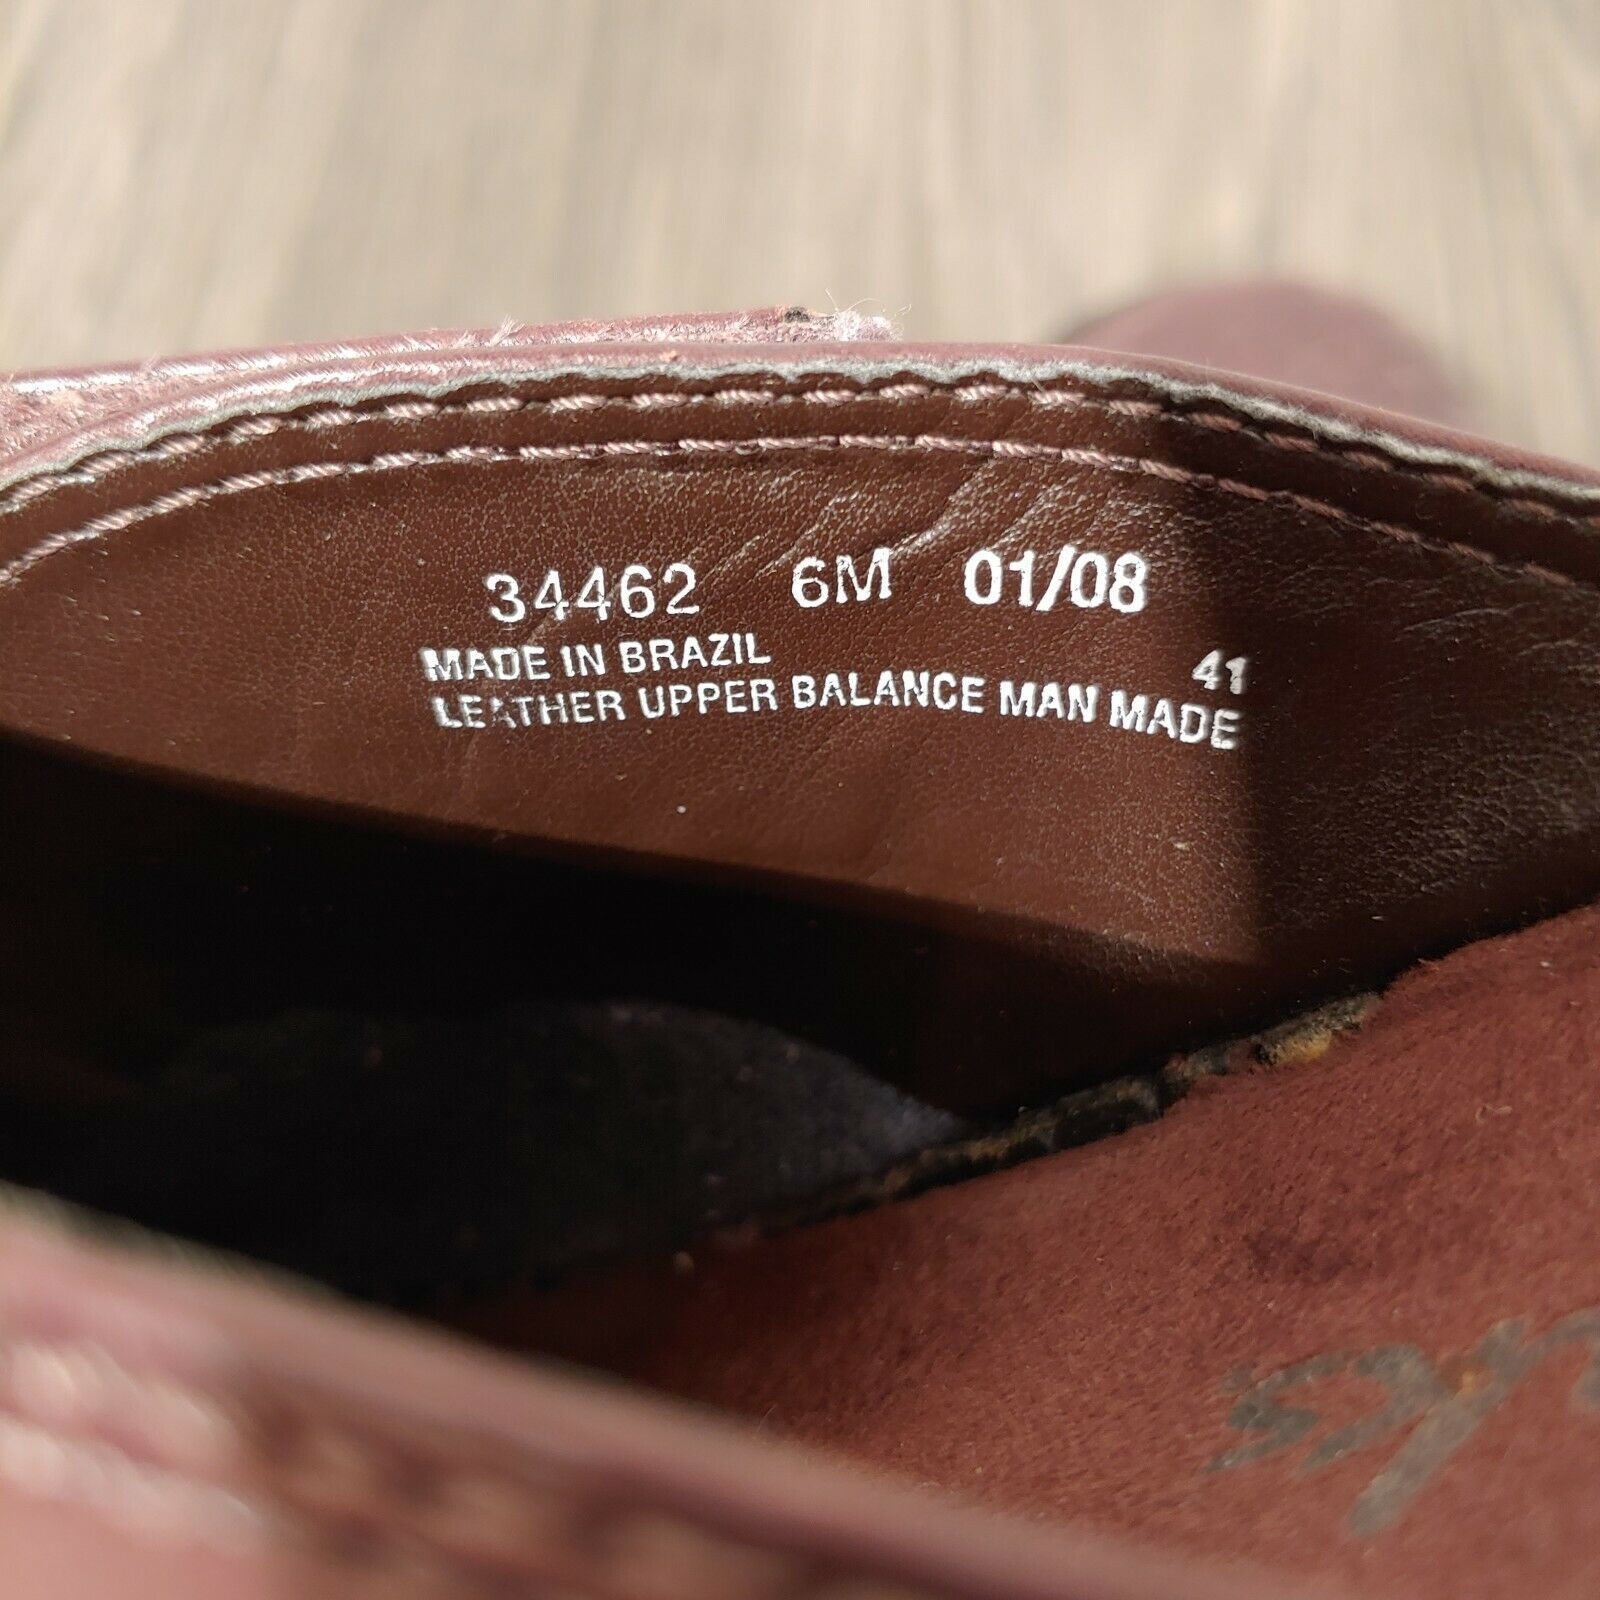 34462 6M 01/08
MADE IN BRAZIL 41
LEATHER UPPER BALANCE MAN MADE